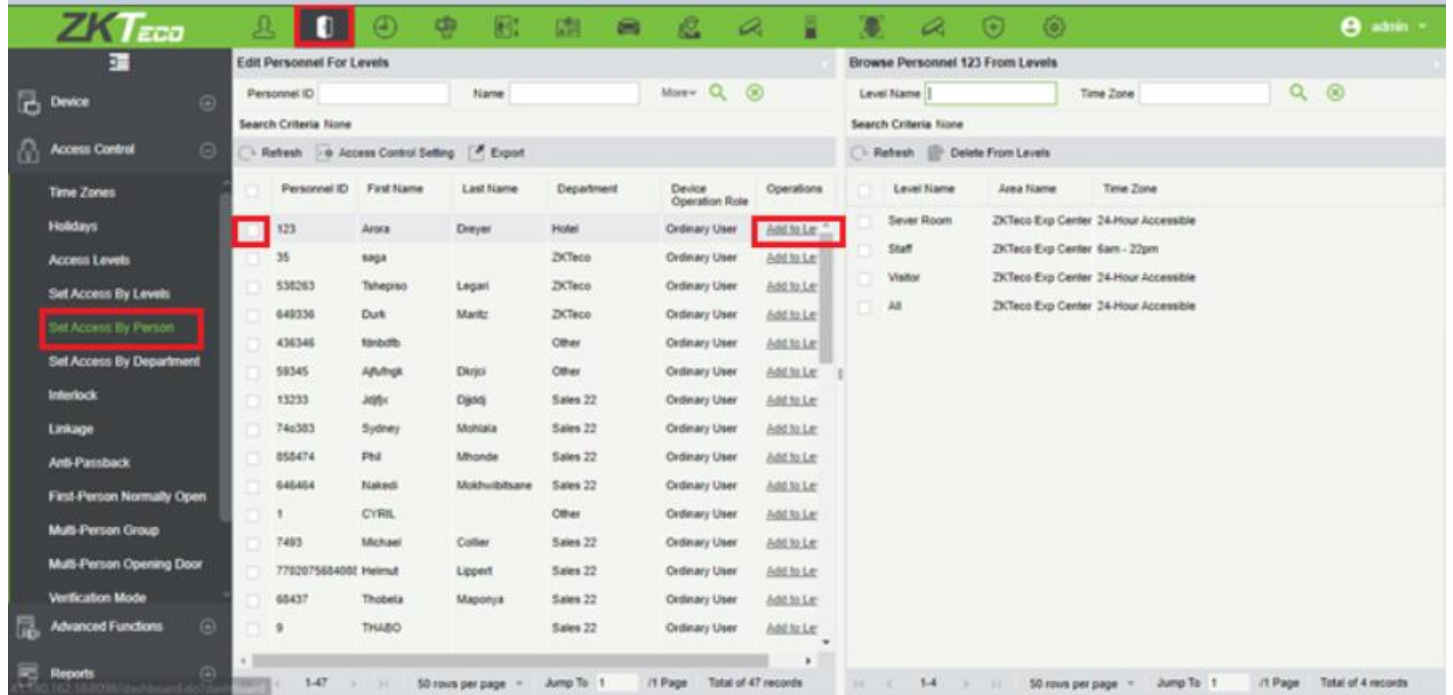 ZKTeco
admin
Edit Personnel For Levels
Browse Personnel 123 From Levels
Personnel ID Name More
Level Name Time Zone
Search Criteria None
Search Criteria None
Refresh Access Control Setting Export
Refresh Delete From Levels
Device
Access Control
Time Zones
Holidays
Access Levels
Set Access By Levels
Set Access By Person
Set Access By Department
Interlock
Linkage
Anti-Passback
First-Person Normally Open
Multi-Person Group
Multi-Person Opening Door
Verification Mode
Advanced Functions
Reports
Personnel ID First Name Last Name Department Device Operation Role Operations
123 Arora Dreyer Hotel Ordinary User Add to Le
35 saga ZKTeco Ordinary User Add to Le
538263 Tshepiso Legari ZKTeco Ordinary User Add to Le
649336 Durk Maritz ZKTeco Ordinary User Add to Le
436346 Other Ordinary User Add to Le
59345 Other Ordinary User Add to Le
13233 Sales 22 Ordinary User Add to Le
74o383 Sydney Mohlala Sales 22 Ordinary User Add to Le
858474 Phil Mhonde Sales 22 Ordinary User Add to Le
646464 Nakedi Mokhwibitsane Sales 22 Ordinary User Add to Le
1 CYRIL Other Ordinary User Add to Le
7493 Michael Collier Sales 22 Ordinary User Add to Le
Helmut Lippert Sales 22 Ordinary User Add to Le
68437 Thobela Maponya Sales 22 Ordinary User Add to Le
9 THABO Sales 22 Ordinary User Add to Le
1-47 50 rows per page Jump To 1 /1 Page Total of 47 records
Level Name Area Name Time Zone
Sever Room ZKTeco Exp Center 24-Hour Accessible
Staff ZKTeco Exp Center 6am - 22pm
Visitor ZKTeco Exp Center 24-Hour Accessible
All ZKTeco Exp Center 24-Hour Accessible
1-4 50 rows per page Jump To 1 /1 Page Total of 4 records